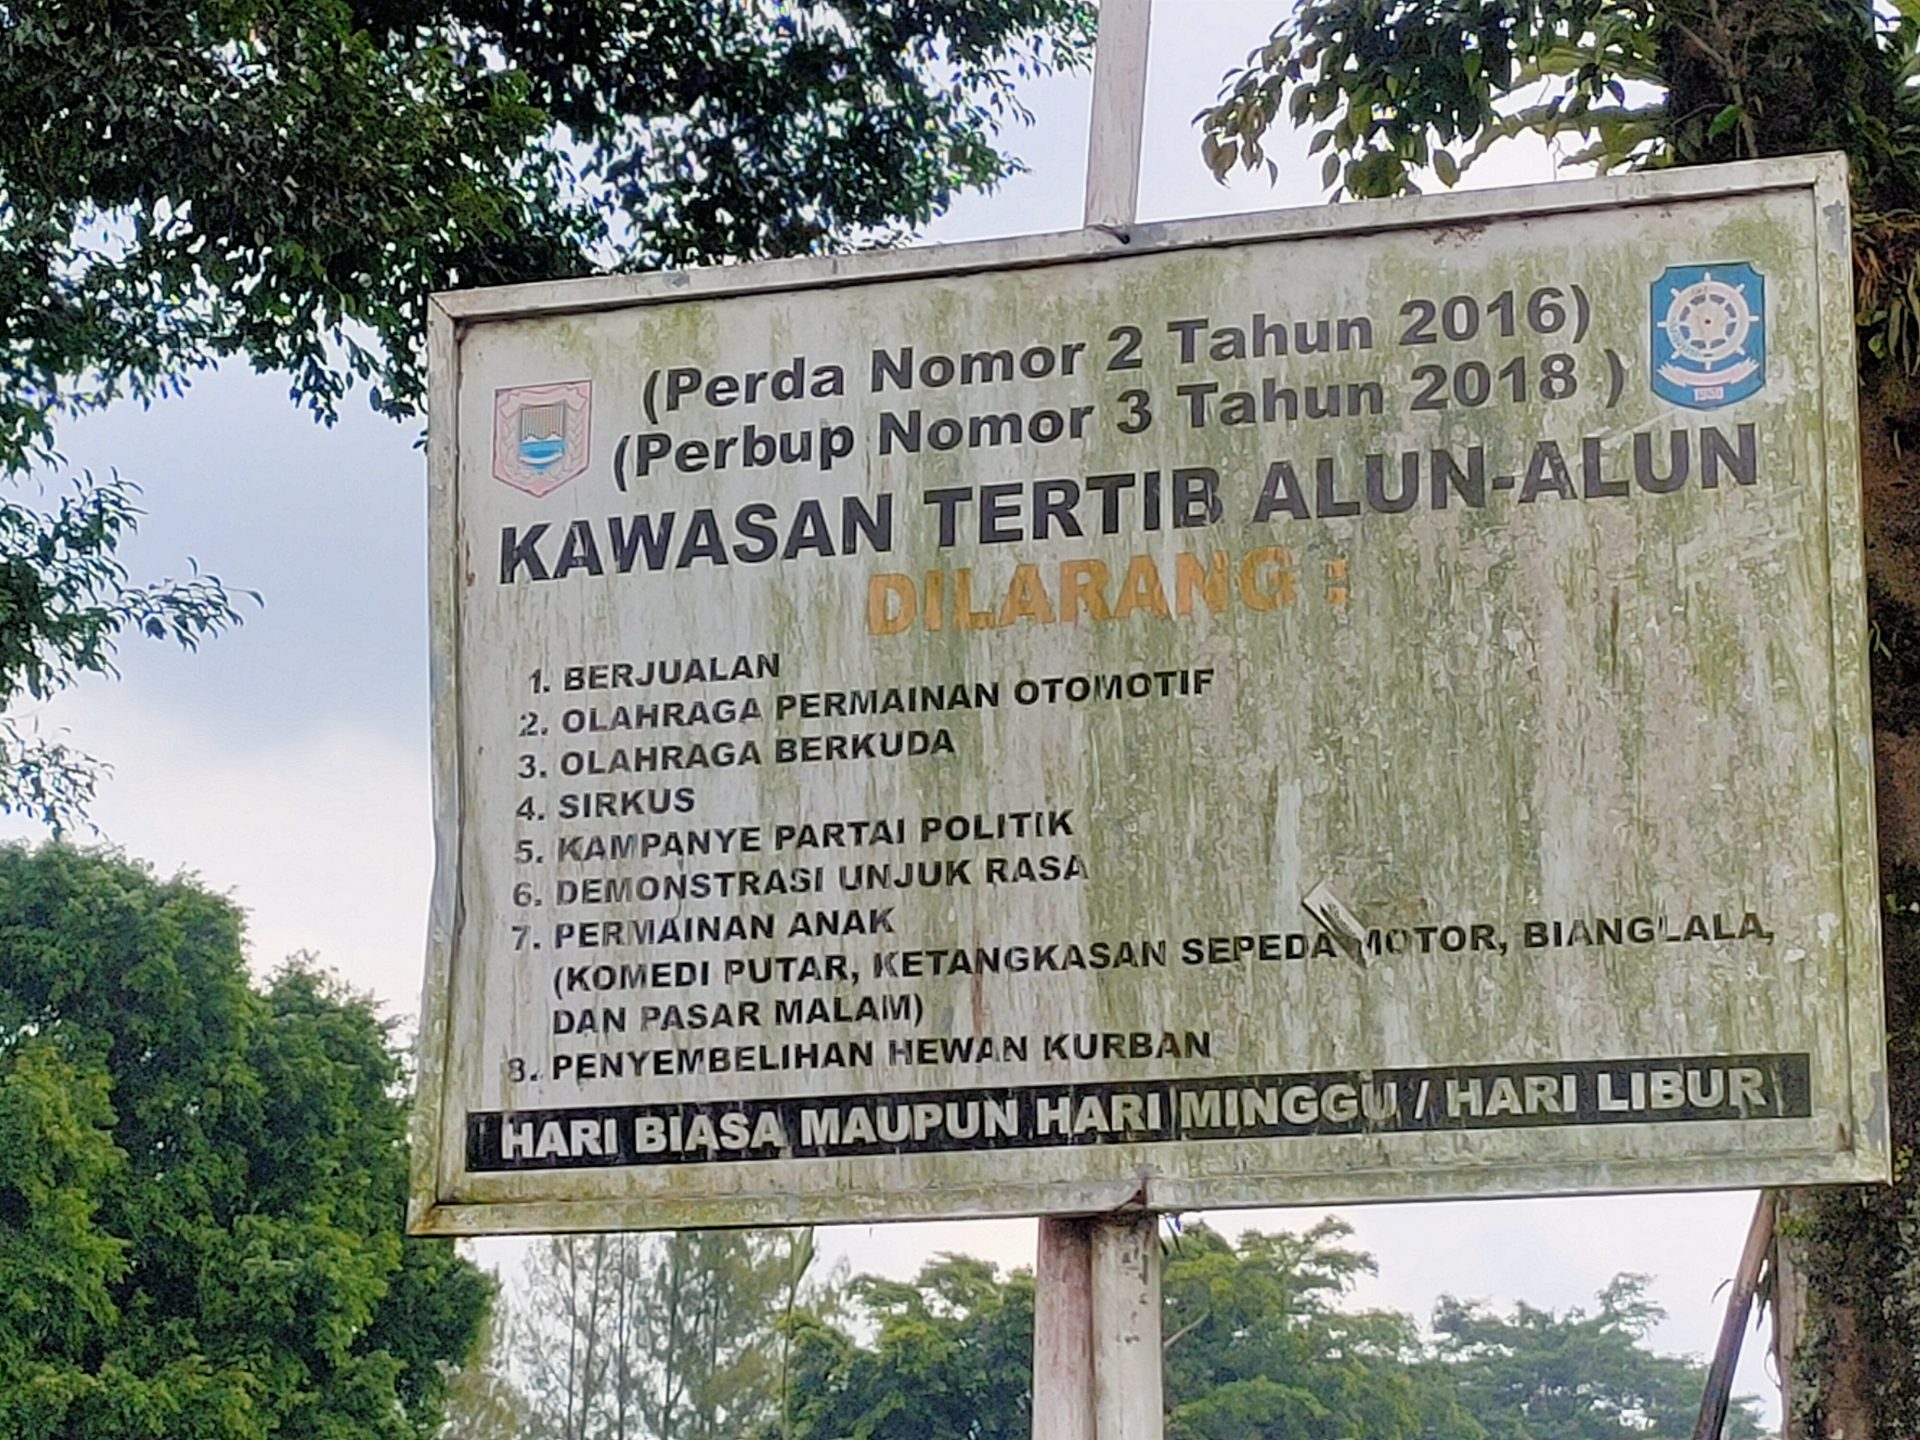 (Perda Nomor 2 Tahun 2016)
(Perbup Nomor 3 Tahun 2018 )
KAWASAN TERTIB ALUN-ALUN
DILARANG :
1. BERJUALAN
2. OLAHRAGA PERMAINAN OTOMOTIF
3. OLAHRAGA BERKUDA
4. SIRKUS
5. KAMPANYE PARTAI POLITIK
6. DEMONSTRASI UNJUK RASA
7. PERMAINAN ANAK
(KOMEDI PUTAR, KETANGKASAN SEPEDA MOTOR, BIANGLALA,
DAN PASAR MALAM)
8. PENYEMBELIHAN HEWAN KURBAN
HARI BIASA MAUPUN HARI MINGGU / HARI LIBUR